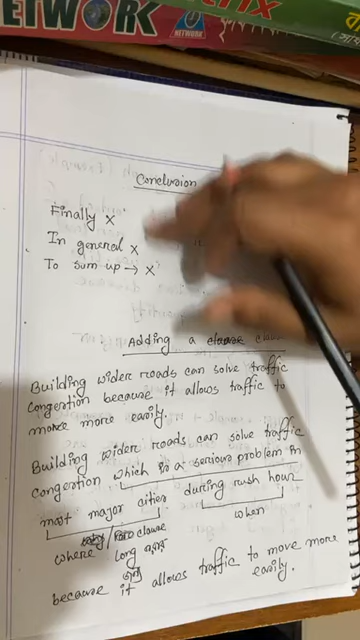 NETWORK
NETWORK
Conclusion
Finally x
In general x
To sum up → x
Adding a clause
Building wider roads can solve traffic
congestion because it allows traffic to
move more easily.
Building wider roads can solve traffic
congestion which is a serious problem in
most major cities during rush hour
when
where
clause
long
because it allows traffic to move more
easily.